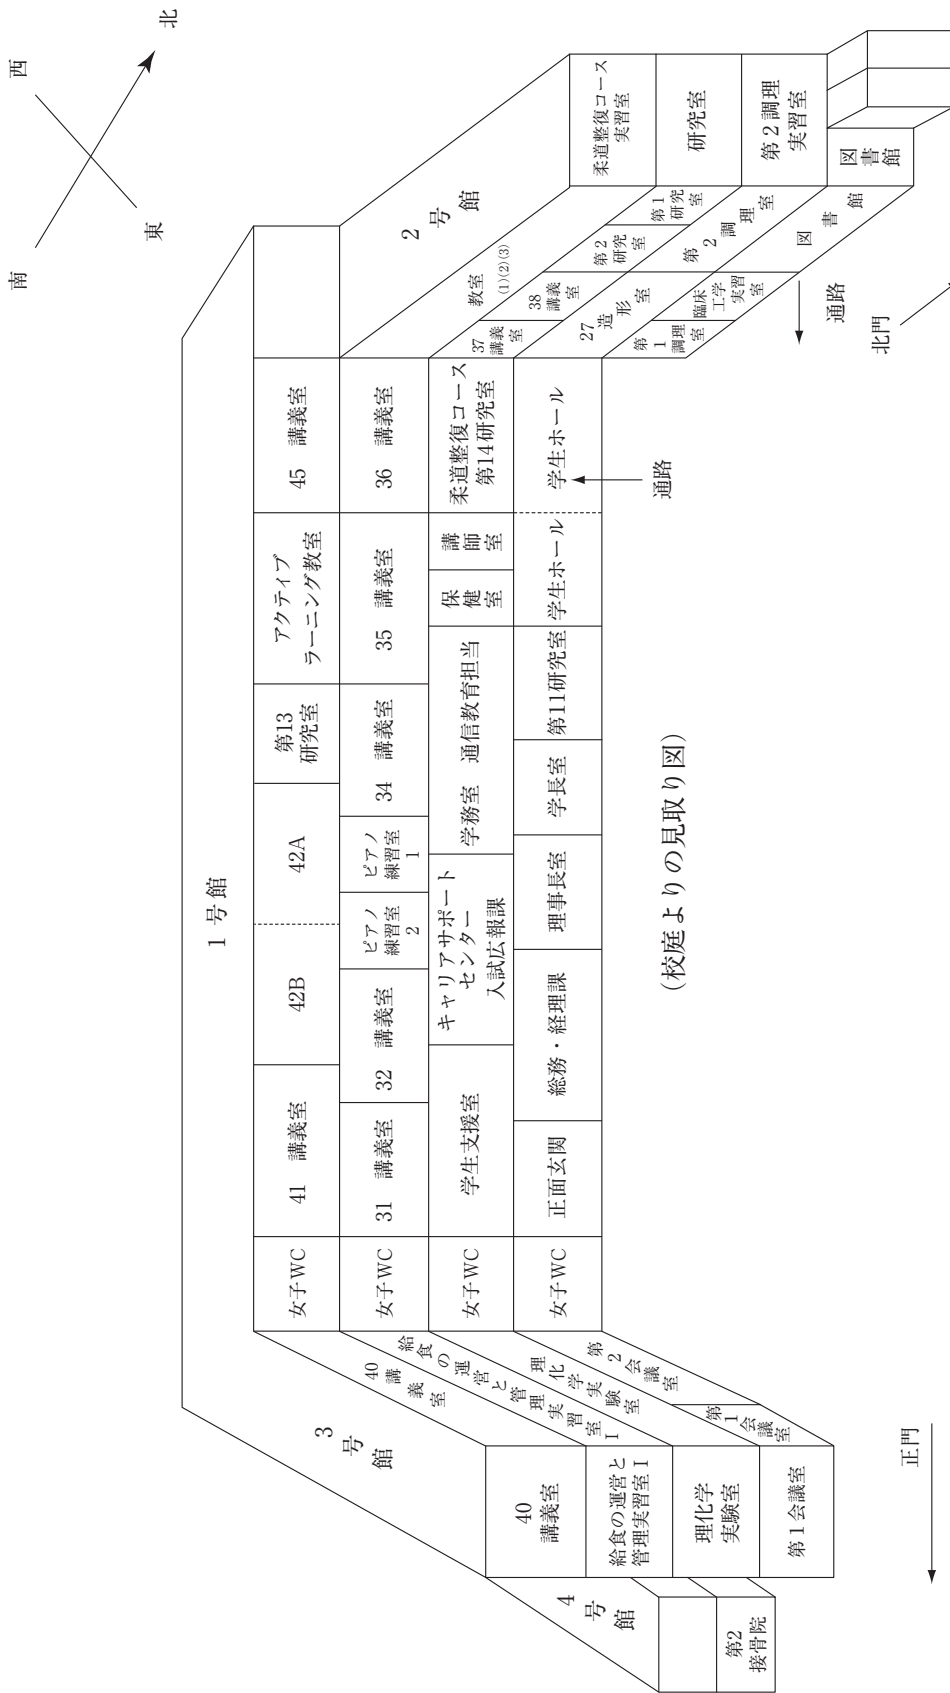 南
西
東
北
1 号館
45 講義室
アクティブ
ラーニング教室
第13
研究室
42A
42B
41 講義室
女子WC
36 講義室
35 講義室
34 講義室
ピアノ
練習室
1
ピアノ
練習室
2
32 講義室
31 講義室
女子WC
柔道整復コース
第14研究室
講師室
保健室
学務室 通信教育担当
キャリアサポート
センター
入試広報課
学生支援室
女子WC
学生ホール
学生ホール
第11研究室
学長室
理事長室
総務・経理課
正面玄関
女子WC
通路
2号館
教室
(1)(2)(3)
柔道整復コース
実習室
37
講義室
38
講義室
第2
研究室
第1
研究室
研究室
27
造形室
第2調理室
第2調理
実習室
第1
調理室
臨床
工学
実習室
図書館
図書館
通路
北門
3号館
40
講義室
40
講義室
給食の運営と管理実習室Ⅰ
給食の運営と
管理実習室Ⅰ
理化学実験室
理化学
実験室
第2会議室
第1会議室
第1会議室
4号館
第2
接骨院
正門
(校庭よりの見取り図)